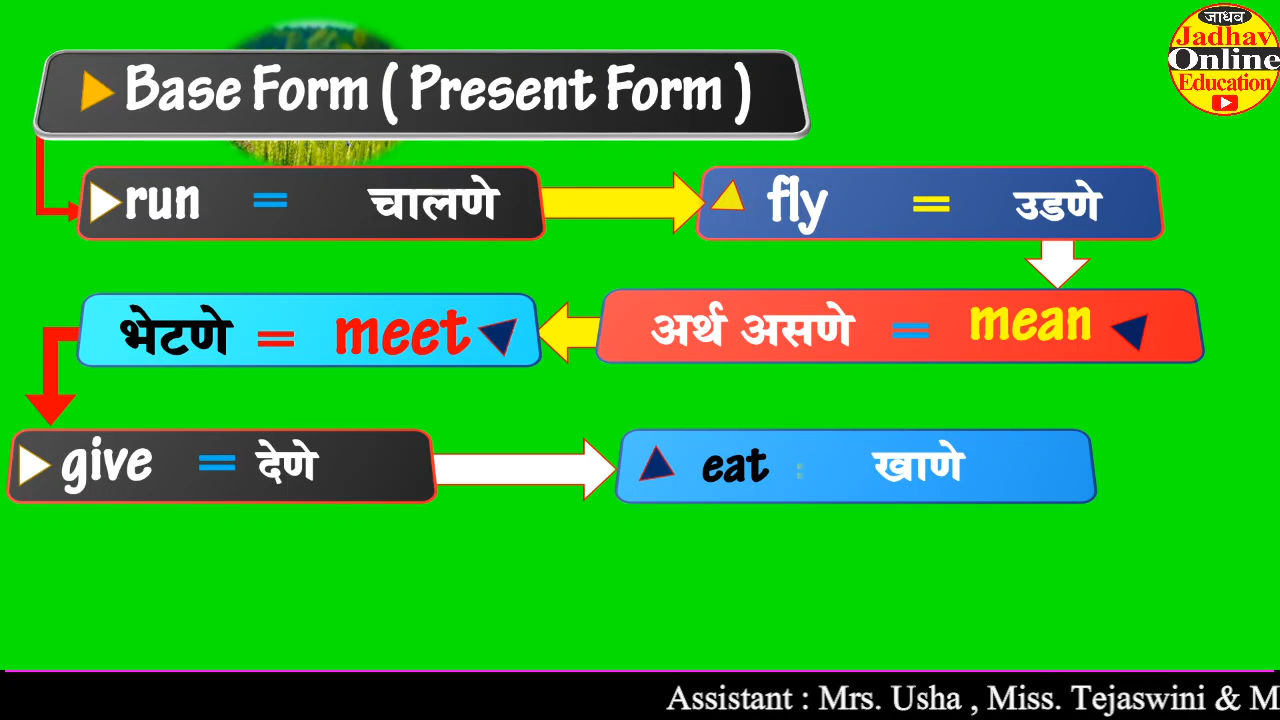 जाधव
Jadhav
Online
Education
Base Form ( Present Form )
run = चालणे
fly = उडणे
भेटणे = meet
अर्थ असणे = mean
give = देणे
eat : खाणे
Assistant : Mrs. Usha , Miss. Tejaswini & M